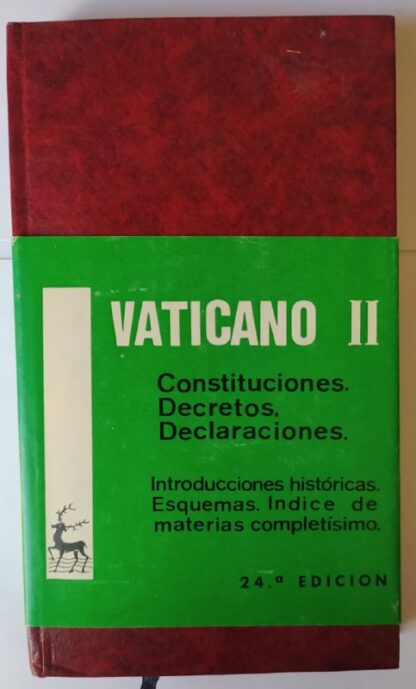 VATICANO II
Constituciones.
Decretos.
Declaraciones.
Introducciones históricas.
Esquemas. Indice de
materias completísimo.
24.ª EDICION